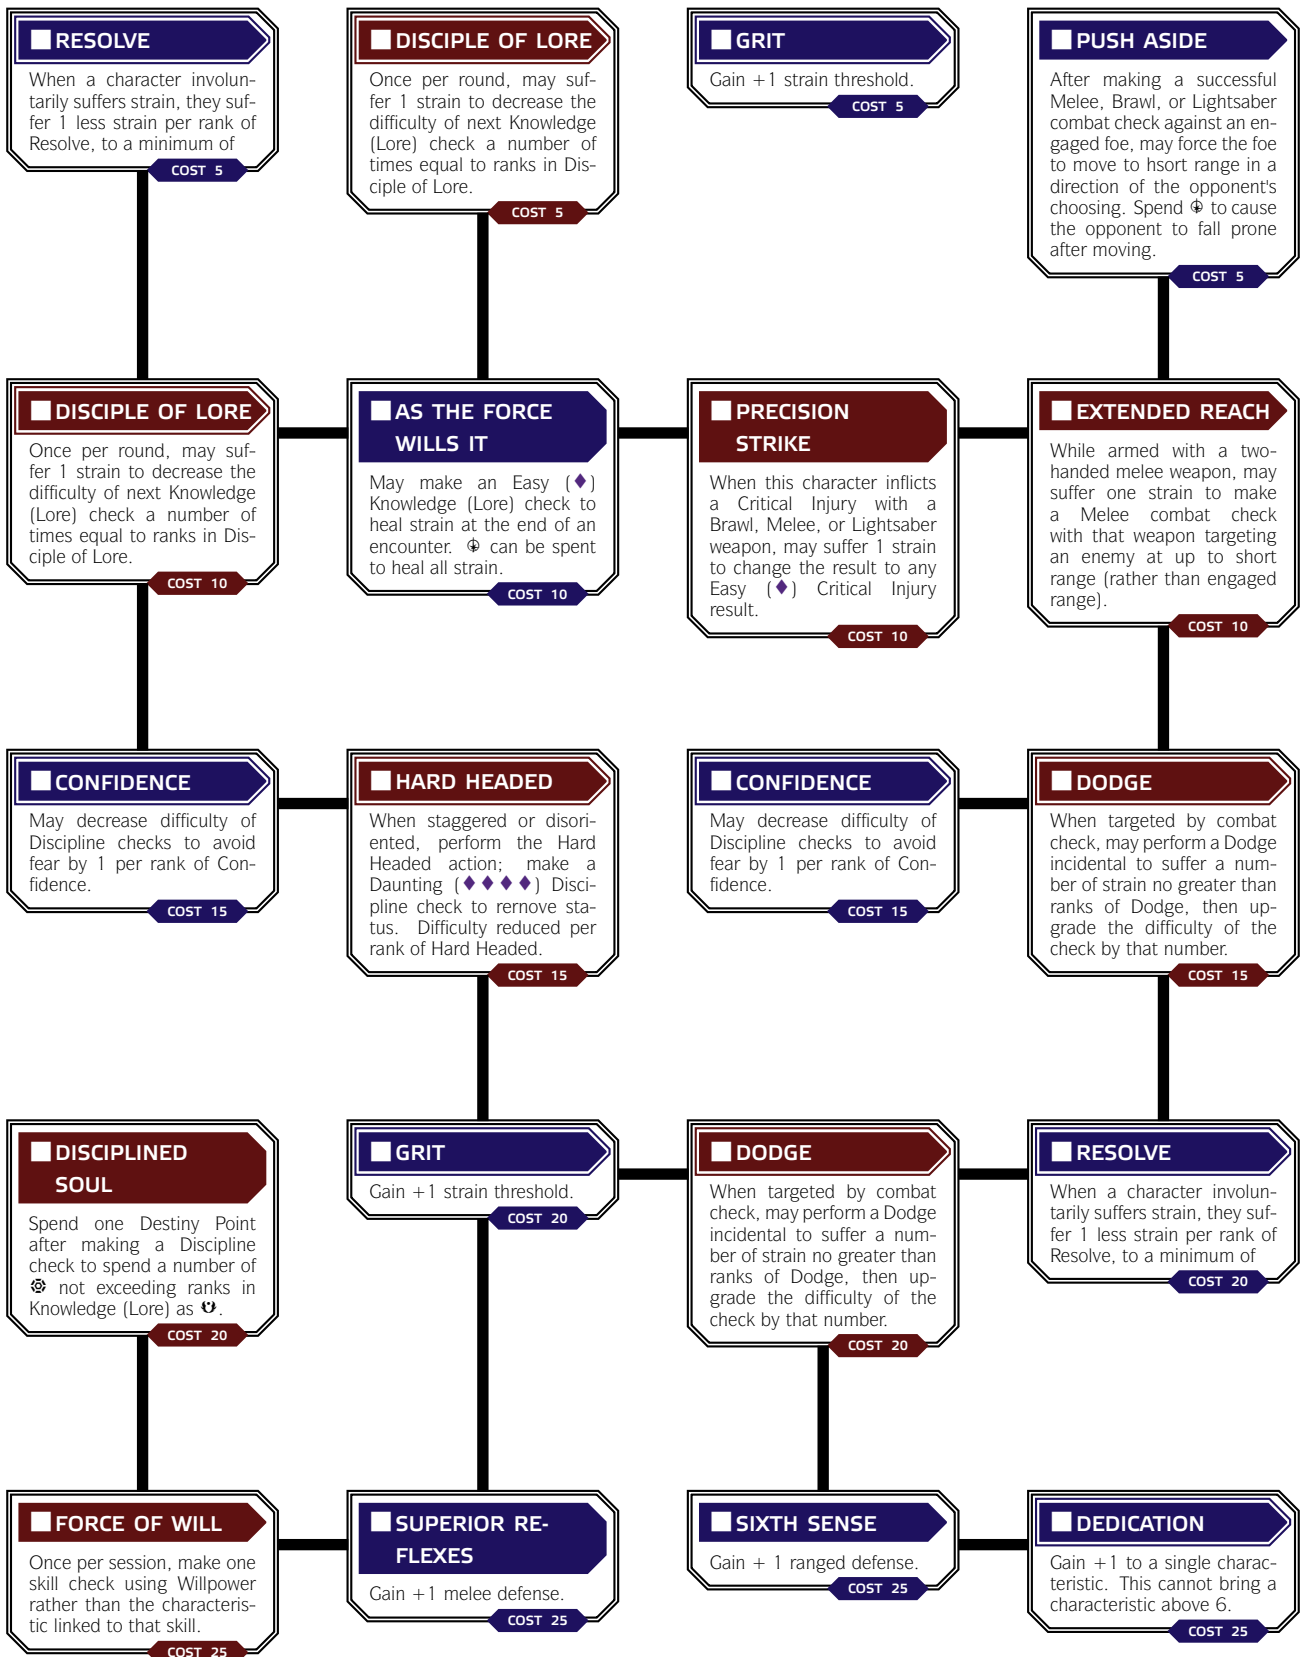 RESOLVE
When a character involun-
tarily suffers strain, they suf-
fer 1 less strain per rank of
Resolve, to a minimum of
COST 5
DISCIPLE OF LORE
Once per round, may suf-
fer 1 strain to decrease the
difficulty of next Knowledge
(Lore) check a number of
times equal to ranks in Dis-
ciple of Lore.
COST 5
GRIT
Gain +1 strain threshold.
COST 5
PUSH ASIDE
After making a successful
Melee, Brawl, or Lightsaber
combat check against an en-
gaged foe, may force the foe
to move to hsort range in a
direction of the opponent's
choosing. Spend to cause
the opponent to fall prone
after moving.
COST 5
DISCIPLE OF LORE
Once per round, may suf-
fer 1 strain to decrease the
difficulty of next Knowledge
(Lore) check a number of
times equal to ranks in Dis-
ciple of Lore.
COST 10
AS THE FORCE
WILLS IT
May make an Easy (♦)
Knowledge (Lore) check to
heal strain at the end of an
encounter. can be spent
to heal all strain.
COST 10
PRECISION
STRIKE
When this character inflicts
a Critical Injury with a
Brawl, Melee, or Lightsaber
weapon, may suffer 1 strain
to change the result to any
Easy (♦) Critical Injury
result.
COST 10
EXTENDED REACH
While armed with a two-
handed melee weapon, may
suffer one strain to make
a Melee combat check
with that weapon targeting
an enemy at up to short
range (rather than engaged
range).
COST 10
CONFIDENCE
May decrease difficulty of
Discipline checks to avoid
fear by 1 per rank of Con-
fidence.
COST 15
HARD HEADED
When staggered or disori-
ented, perform the Hard
Headed action; make a
Daunting (♦♦♦♦) Disci-
pline check to remove sta-
tus. Difficulty reduced per
rank of Hard Headed.
COST 15
CONFIDENCE
May decrease difficulty of
Discipline checks to avoid
fear by 1 per rank of Con-
fidence.
COST 15
DODGE
When targeted by combat
check, may perform a Dodge
incidental to suffer a num-
ber of strain no greater than
ranks of Dodge, then up-
grade the difficulty of the
check by that number.
COST 15
DISCIPLINED
SOUL
Spend one Destiny Point
after making a Discipline
check to spend a number of
not exceeding ranks in
Knowledge (Lore) as .
COST 20
GRIT
Gain +1 strain threshold.
COST 20
DODGE
When targeted by combat
check, may perform a Dodge
incidental to suffer a num-
ber of strain no greater than
ranks of Dodge, then up-
grade the difficulty of the
check by that number.
COST 20
RESOLVE
When a character involun-
tarily suffers strain, they suf-
fer 1 less strain per rank of
Resolve, to a minimum of
COST 20
FORCE OF WILL
Once per session, make one
skill check using Willpower
rather than the characteris-
tic linked to that skill.
COST 25
SUPERIOR RE-
FLEXES
Gain +1 melee defense.
COST 25
SIXTH SENSE
Gain + 1 ranged defense.
COST 25
DEDICATION
Gain +1 to a single charac-
teristic. This cannot bring a
characteristic above 6.
COST 25